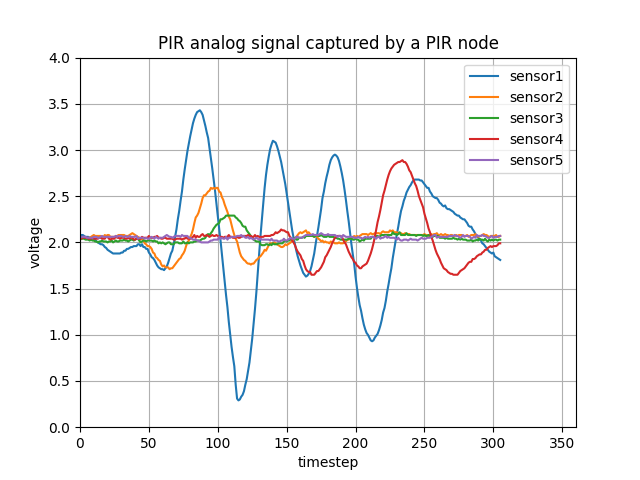 PIR analog signal captured by a PIR node
sensor1
sensor2
sensor3
sensor4
sensor5
4.0
3.5
3.0
2.5
2.0
1.5
1.0
0.5
0.0
voltage
0 50 100 150 200 250 300 350
timestep